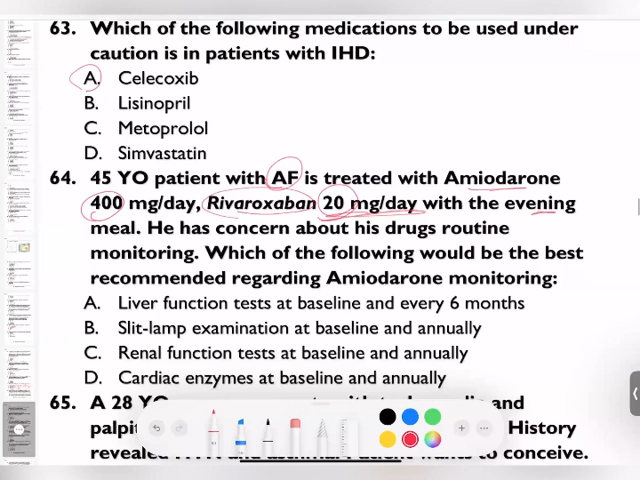 63. Which of the following medications to be used under
caution is in patients with IHD:
A. Celecoxib
B. Lisinopril
C. Metoprolol
D. Simvastatin
64. 45 YO patient with AF is treated with Amiodarone
400 mg/day, Rivaroxaban 20 mg/day with the evening
meal. He has concern about his drugs routine
monitoring. Which of the following would be the best
recommended regarding Amiodarone monitoring:
A. Liver function tests at baseline and every 6 months
B. Slit-lamp examination at baseline and annually
C. Renal function tests at baseline and annually
D. Cardiac enzymes at baseline and annually
65. A 28 YO and
History
to conceive.